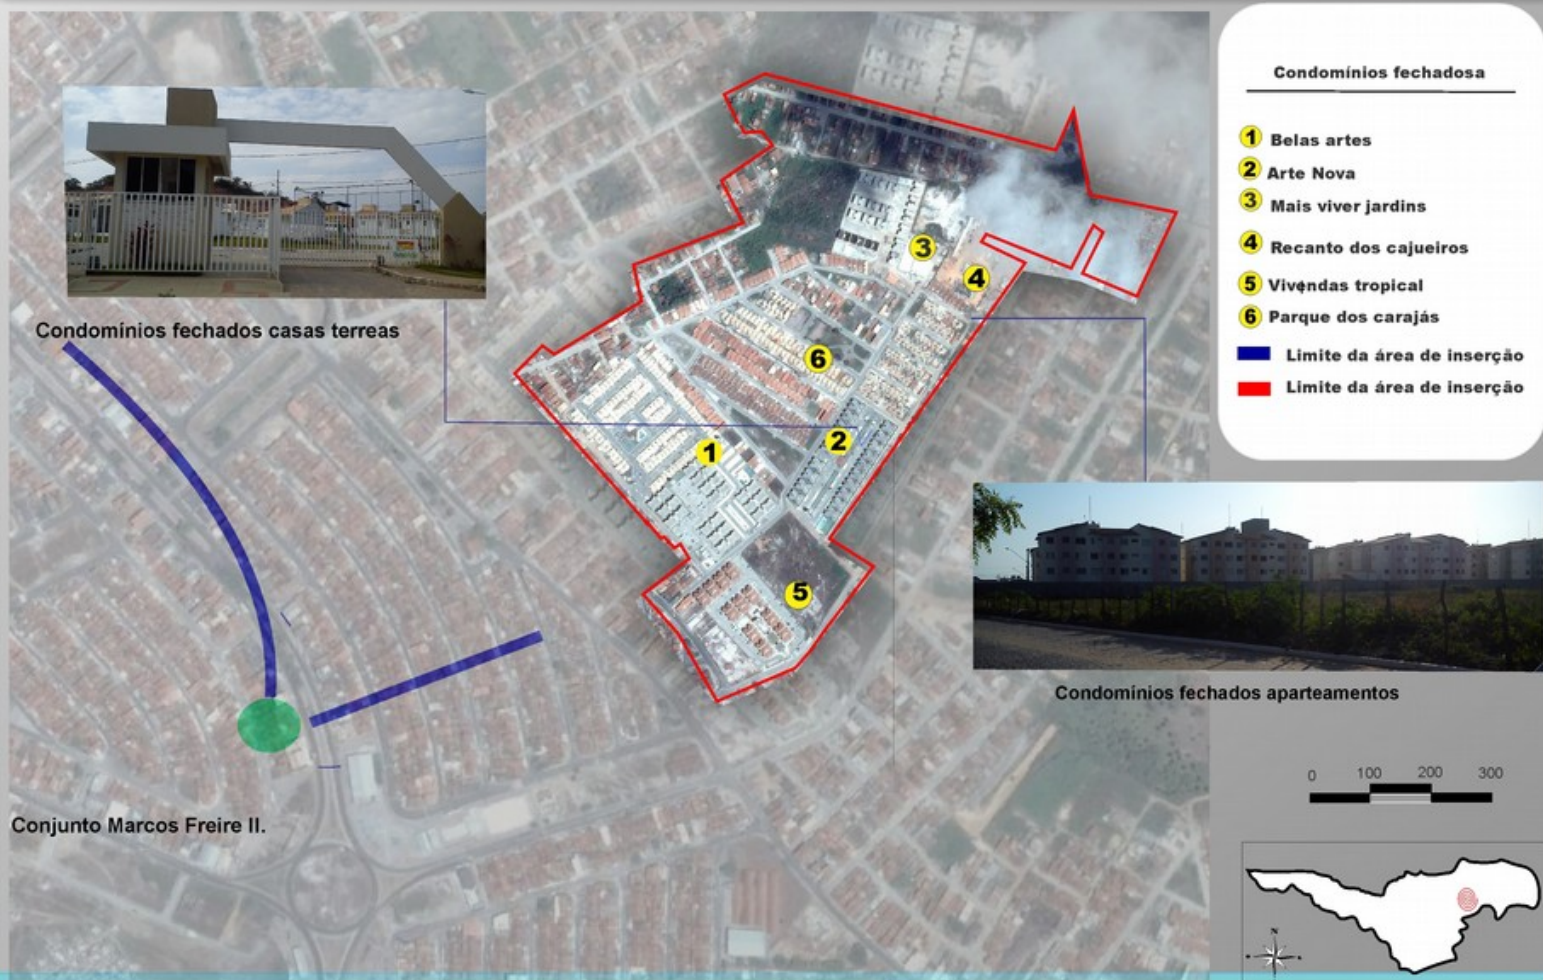 Condomínios fechadosa
1 Belas artes
2 Arte Nova
3 Mais viver jardins
4 Recanto dos cajueiros
5 Vivendas tropical
6 Parque dos carajás
Limite da área de inserção
Limite da área de inserção
Condomínios fechados casas terreas
3
4
6
2
1
5
Condomínios fechados aparteamentos
Conjunto Marcos Freire II.
0 100 200 300
N